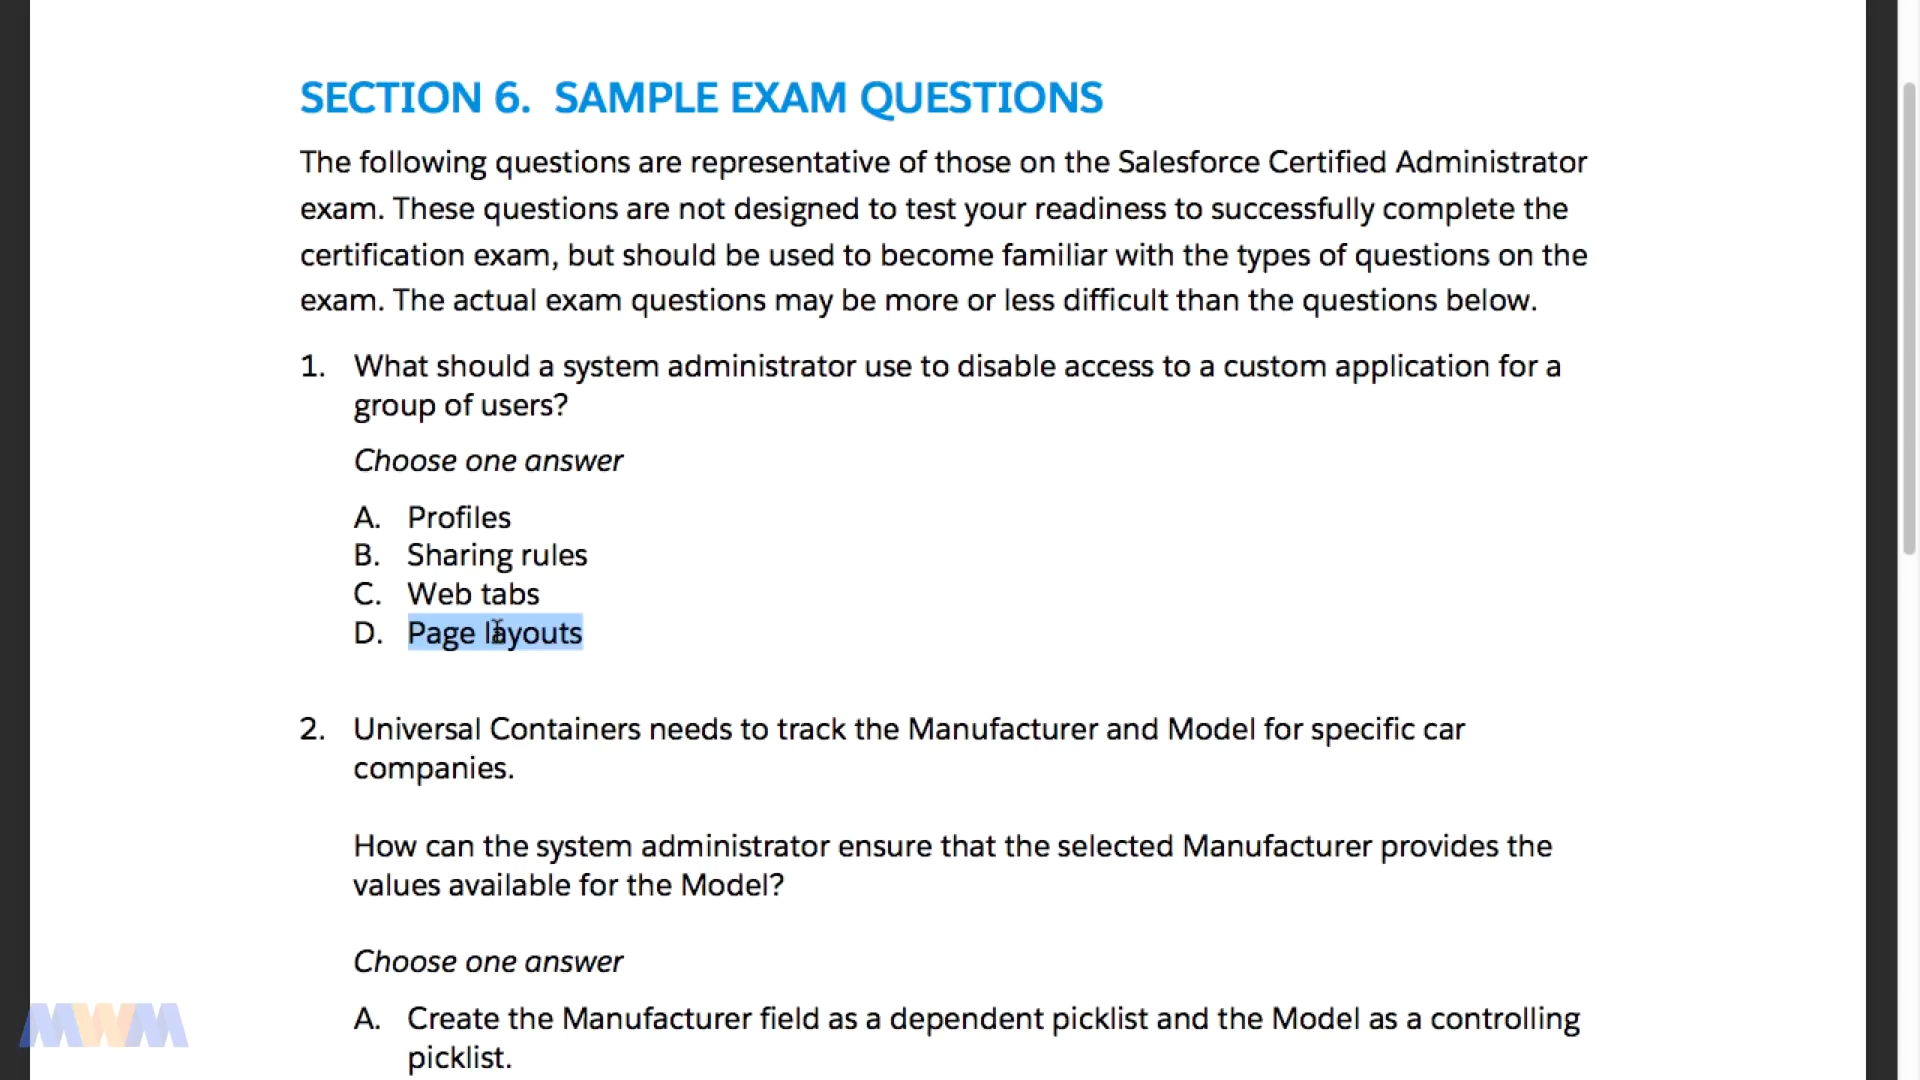 SECTION 6. SAMPLE EXAM QUESTIONS
The following questions are representative of those on the Salesforce Certified Administrator
exam. These questions are not designed to test your readiness to successfully complete the
certification exam, but should be used to become familiar with the types of questions on the
exam. The actual exam questions may be more or less difficult than the questions below.
1. What should a system administrator use to disable access to a custom application for a
group of users?
Choose one answer
A. Profiles
B. Sharing rules
C. Web tabs
D. Page layouts
2. Universal Containers needs to track the Manufacturer and Model for specific car
companies.
How can the system administrator ensure that the selected Manufacturer provides the
values available for the Model?
Choose one answer
A. Create the Manufacturer field as a dependent picklist and the Model as a controlling
picklist.
MWM